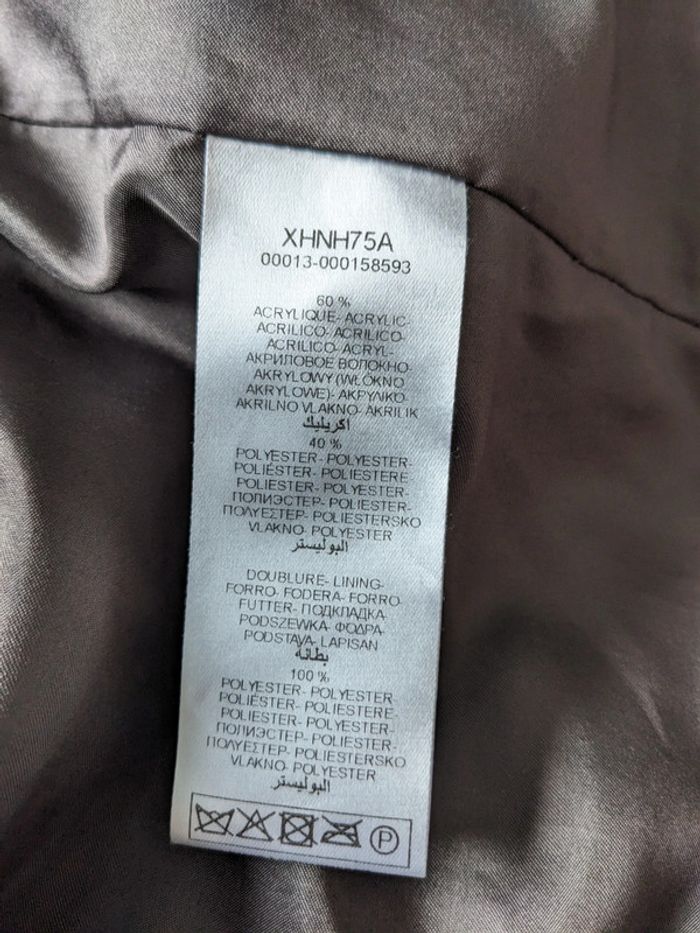 XHNH75A
00013-000158593
60 %
ACRYLIQUE- ACRYLIC-
ACRILICO- ACRILICO-
ACRILICO- ACRYL-
АКРИЛОВОЕ ВОЛОКНО-
AKRYLOWY (WŁÓKNO
AKRYLOWE)- ΑΚΡΥΛΙΚΟ-
AKRILNO VLAKNO- AKRILIK
اكريليك
40 %
POLYESTER- POLYESTER-
POLIÉSTER- POLIESTERE-
POLIESTER- POLYESTER-
ПОЛИЭСТЕР- POLYESTER-
ΠΟΛΥΕΣΤΕΡ- POLIESTERSKO
VLAKNO- POLYESTER
البوليستر
DOUBLURE- LINING-
FORRO- FODERA- FORRO-
FUTTER- ПОДКЛАДКА-
PODSZEWKA- ΦΟΔΡΑ-
PODSTAVA- LAPISAN
بطانه
100 %
POLYESTER- POLYESTER-
POLIÉSTER- POLIESTERE-
POLIESTER- POLYESTER-
ПОЛИЭСТЕР- POLYESTER-
ΠΟΛΥΕΣΤΕΡ- POLIESTERSKO
VLAKNO- POLYESTER
البوليستر
P